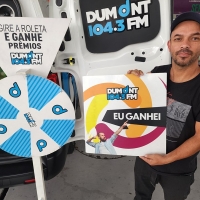 DUMONT
104.3 FM
GIRE A ROLETA
E GANHE
PRÊMIOS
DUMONT
104.3 FM
DUMONT
104.3 FM
EU GANHEI